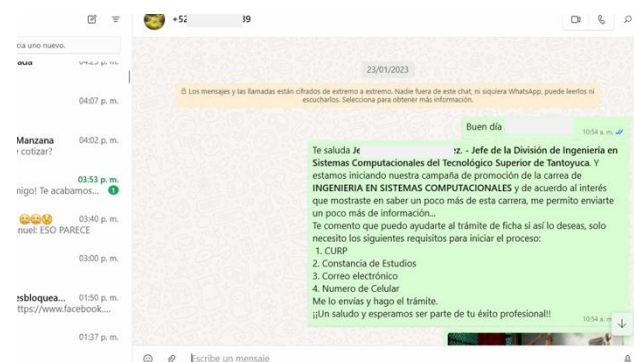 +52 39
cia uno nuevo.
04:07 p. m.
Manzana 04:02 p. m.
cotizar?
03:53 p. m.
nigo! Te acabamos... 1
03:40 p. m.
nuel: ESO PARECE
03:00 p. m.
esbloquea... 01:50 p. m.
ttps://www.facebook....
01:37 p. m.
23/01/2023
Los mensajes y las llamadas están cifrados de extremo a extremo. Nadie fuera de este chat, ni siquiera WhatsApp, puede leerlos ni
escucharlos. Selecciona para obtener más información.
Buen día
10:54 a. m.
Te saluda Je ez. - Jefe de la División de Ingeniería en
Sistemas Computacionales del Tecnológico Superior de Tantoyuca. Y
estamos iniciando nuestra campaña de promoción de la carrea de
INGENIERIA EN SISTEMAS COMPUTACIONALES y de acuerdo al interés
que mostraste en saber un poco más de esta carrera, me permito enviarte
un poco más de información...
Te comento que puedo ayudarte al trámite de ficha si así lo deseas, solo
necesito los siguientes requisitos para iniciar el proceso:
1. CURP
2. Constancia de Estudios
3. Correo electrónico
4. Numero de Celular
Me lo envías y hago el trámite.
¡¡Un saludo y esperamos ser parte de tu éxito profesional!!
10:54 a. m
Escribe un mensaje